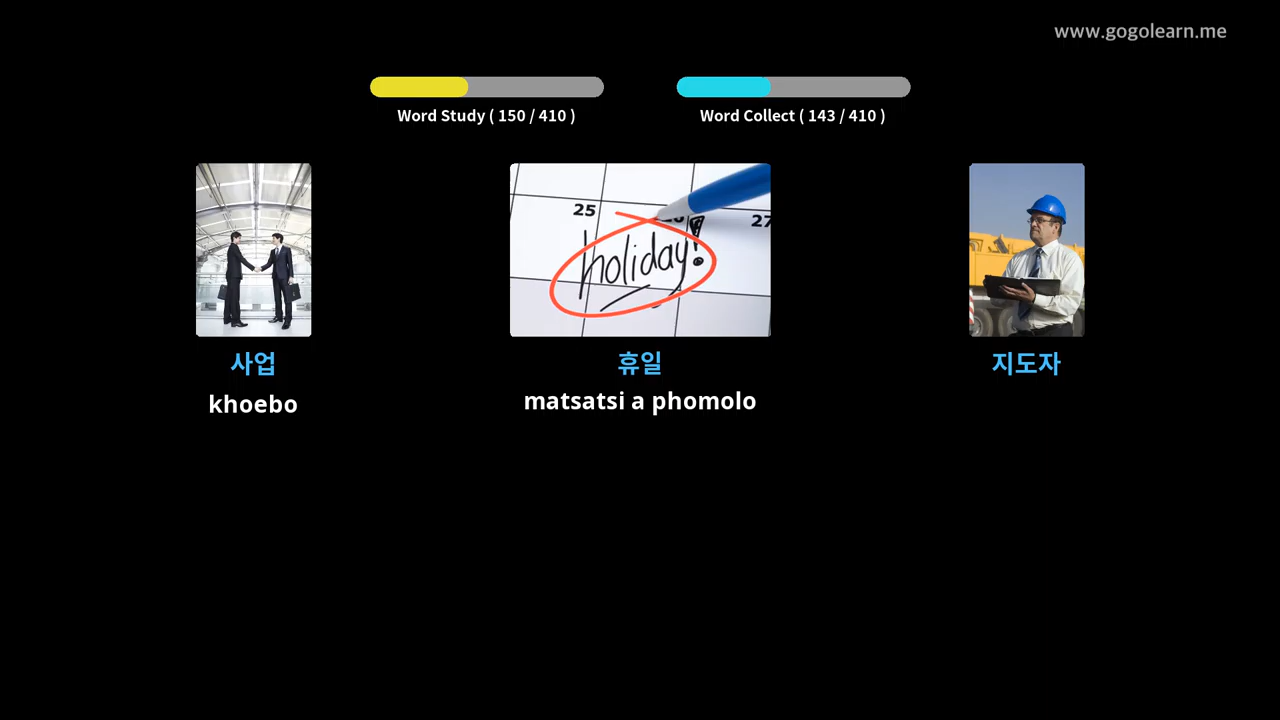 www.gogolearn.me
Word Study ( 150 / 410 )
Word Collect ( 143 / 410 )
25
27
holiday!
사업
휴일
지도자
khoebo
matsatsi a phomolo